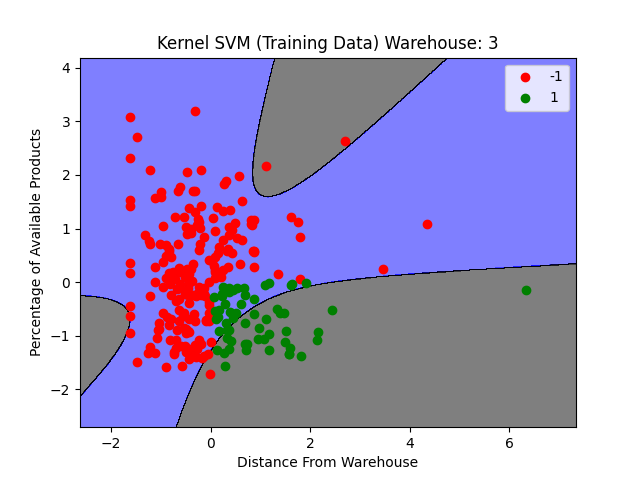 Kernel SVM (Training Data) Warehouse: 3
-1
1
4
3
2
1
0
−1
−2
Percentage of Available Products
−2 0 2 4 6
Distance From Warehouse